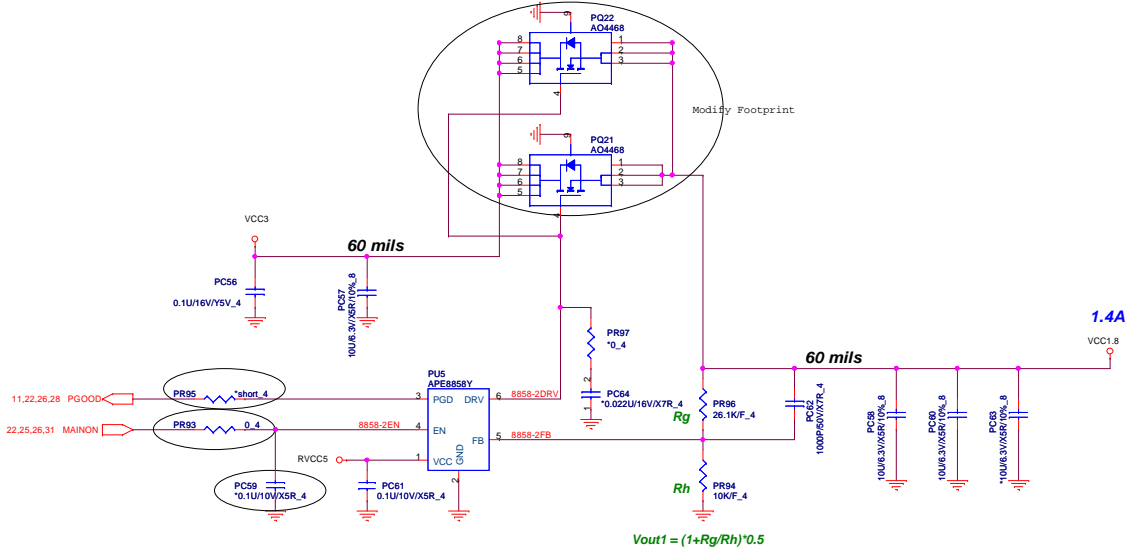 9
PQ22
AO4468
8
7
6
5
1
2
3
4
Modify Footprint
9
PQ21
AO4468
8
7
6
5
1
2
3
4
VCC3
60 mils
PC56
0.1U/16V/Y5V_4
PC57
10U/6.3V/X5R/10%_8
PR97
*0_4
2
PC64
*0.022U/16V/X7R_4
1
1.4A
VCC1.8
60 mils
PU5
APE8858Y
11,22,26,28 PGOOD
PR95
*short_4
3
PGD
DRV
6
8858-2DRV
22,25,26,31 MAINON
PR93
0_4
8858-2EN
4
EN
FB
5
8858-2FB
RVCC5
1
VCC
GND
2
PC59
*0.1U/10V/X5R_4
PC61
0.1U/10V/X5R_4
Rg
PR96
26.1K/F_4
PC62
1000P/50V/X7R_4
PC58
10U/6.3V/X5R/10%_8
PC60
10U/6.3V/X5R/10%_8
PC63
*10U/6.3V/X5R/10%_8
Rh
PR94
10K/F_4
Vout1 = (1+Rg/Rh)*0.5